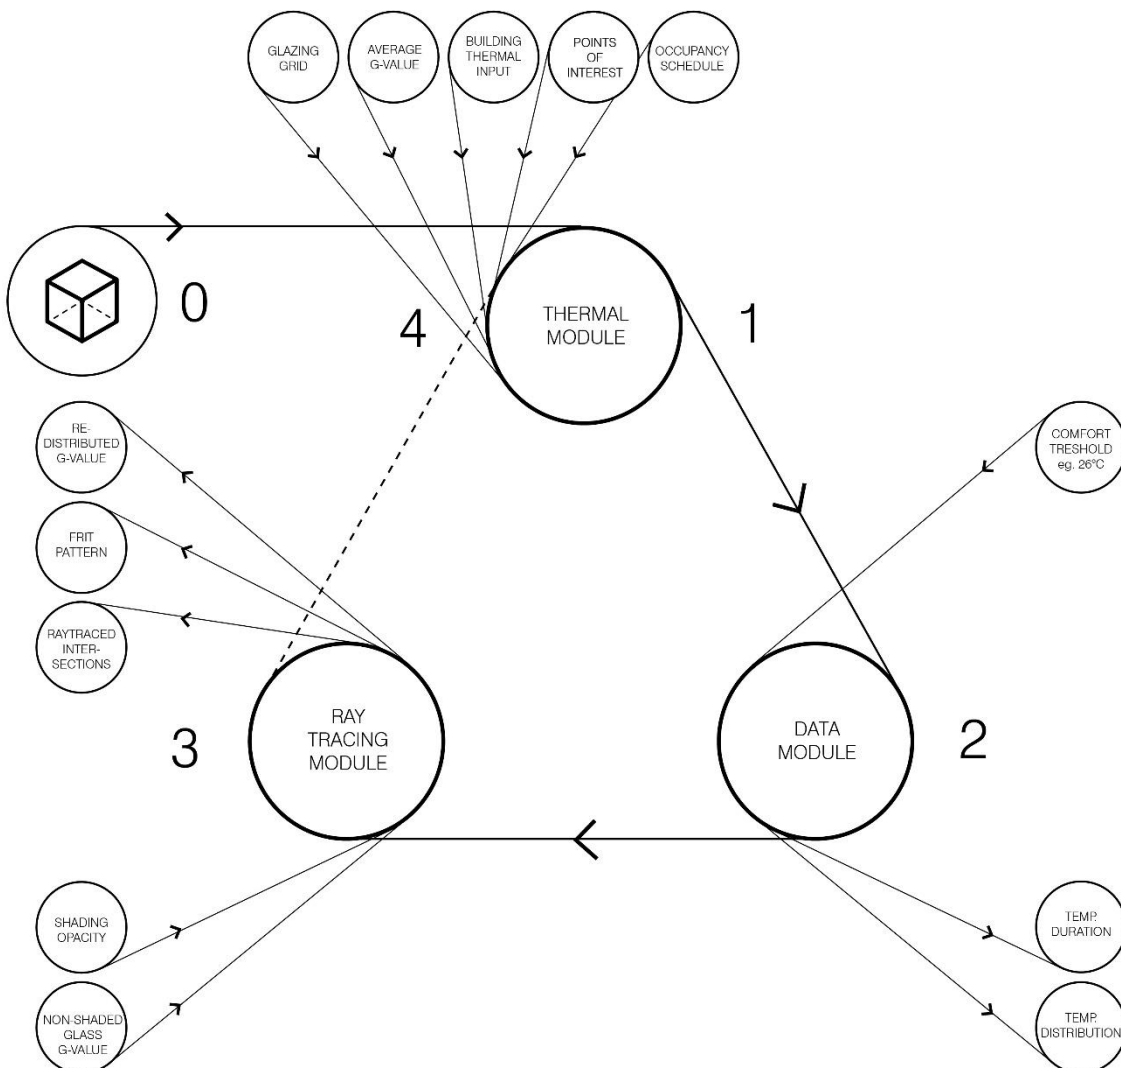 GLAZING
GRID
AVERAGE
G-VALUE
BUILDING
THERMAL
INPUT
POINTS
OF
INTEREST
OCCUPANCY
SCHEDULE
0
4
THERMAL
MODULE
1
RE-
DISTRIBUTED
G-VALUE
FRIT
PATTERN
RAYTRACED
INTER-
SECTIONS
COMFORT
TRESHOLD
eg. 26°C
3
RAY
TRACING
MODULE
DATA
MODULE
2
SHADING
OPACITY
NON-SHADED
GLASS
G-VALUE
TEMP.
DURATION
TEMP.
DISTRIBUTION